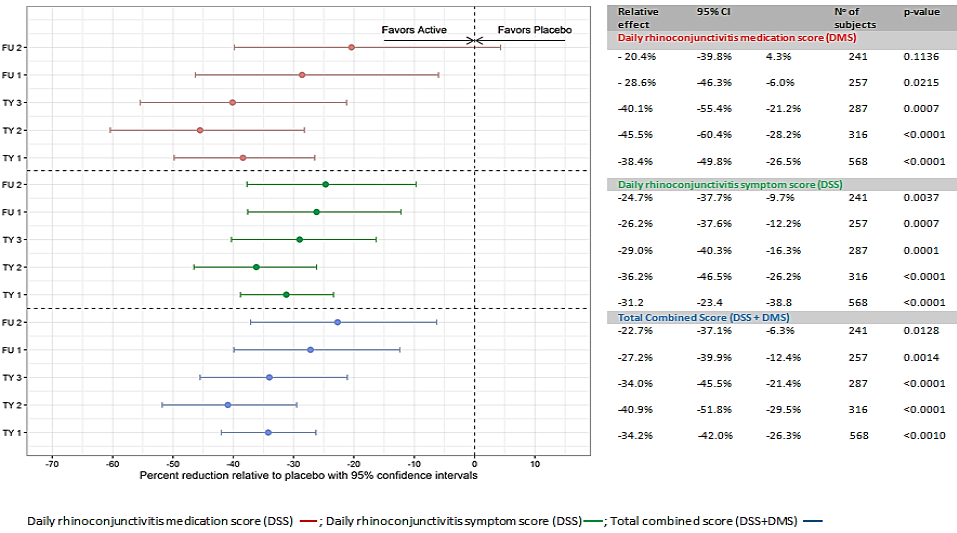 Favors Active Favors Placebo
FU 2
FU 1
TY 3
TY 2
TY 1
FU 2
FU 1
TY 3
TY 2
TY 1
FU 2
FU 1
TY 3
TY 2
TY 1
-70 -60 -50 -40 -30 -20 -10 0 10
Percent reduction relative to placebo with 95% confidence intervals
Relative effect 95% CI Nº of subjects p-value
Daily rhinoconjunctivitis medication score (DMS)
- 20.4% -39.8% 4.3% 241 0.1136
- 28.6% -46.3% -6.0% 257 0.0215
-40.1% -55.4% -21.2% 287 0.0007
-45.5% -60.4% -28.2% 316 <0.0001
-38.4% -49.8% -26.5% 568 <0.0001
Daily rhinoconjunctivitis symptom score (DSS)
-24.7% -37.7% -9.7% 241 0.0037
-26.2% -37.6% -12.2% 257 0.0007
-29.0% -40.3% -16.3% 287 0.0001
-36.2% -46.5% -26.2% 316 <0.0001
-31.2 -23.4 -38.8 568 <0.0001
Total Combined Score (DSS + DMS)
-22.7% -37.1% -6.3% 241 0.0128
-27.2% -39.9% -12.4% 257 0.0014
-34.0% -45.5% -21.4% 287 <0.0001
-40.9% -51.8% -29.5% 316 <0.0001
-34.2% -42.0% -26.3% 568 <0.0010
Daily rhinoconjunctivitis medication score (DSS) ; Daily rhinoconjunctivitis symptom score (DSS) ; Total combined score (DSS+DMS)